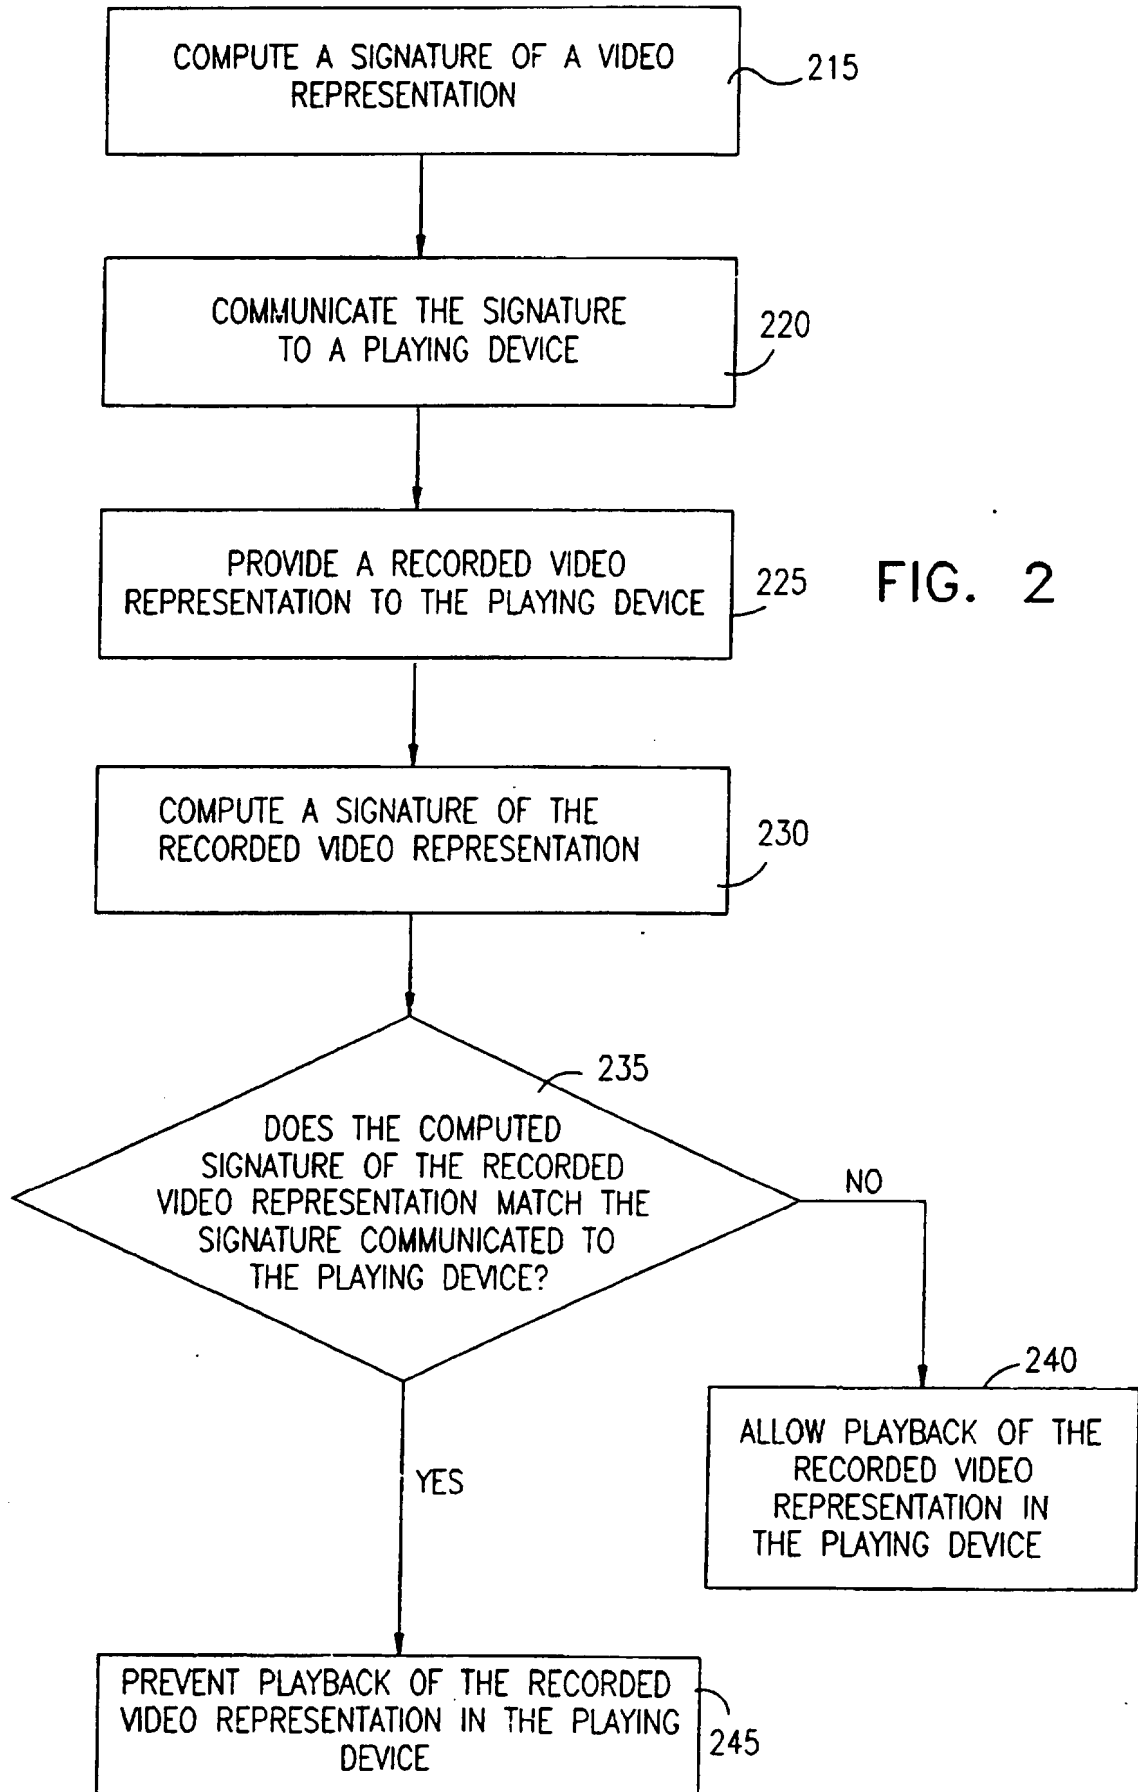 COMPUTE A SIGNATURE OF A VIDEO
REPRESENTATION
215
COMMUNICATE THE SIGNATURE
TO A PLAYING DEVICE
220
PROVIDE A RECORDED VIDEO
REPRESENTATION TO THE PLAYING DEVICE
225
FIG. 2
COMPUTE A SIGNATURE OF THE
RECORDED VIDEO REPRESENTATION
230
235
DOES THE COMPUTED
SIGNATURE OF THE RECORDED
VIDEO REPRESENTATION MATCH THE
SIGNATURE COMMUNICATED TO
THE PLAYING DEVICE?
NO
240
ALLOW PLAYBACK OF THE
RECORDED VIDEO
REPRESENTATION IN
THE PLAYING DEVICE
YES
PREVENT PLAYBACK OF THE RECORDED
VIDEO REPRESENTATION IN THE PLAYING
DEVICE
245